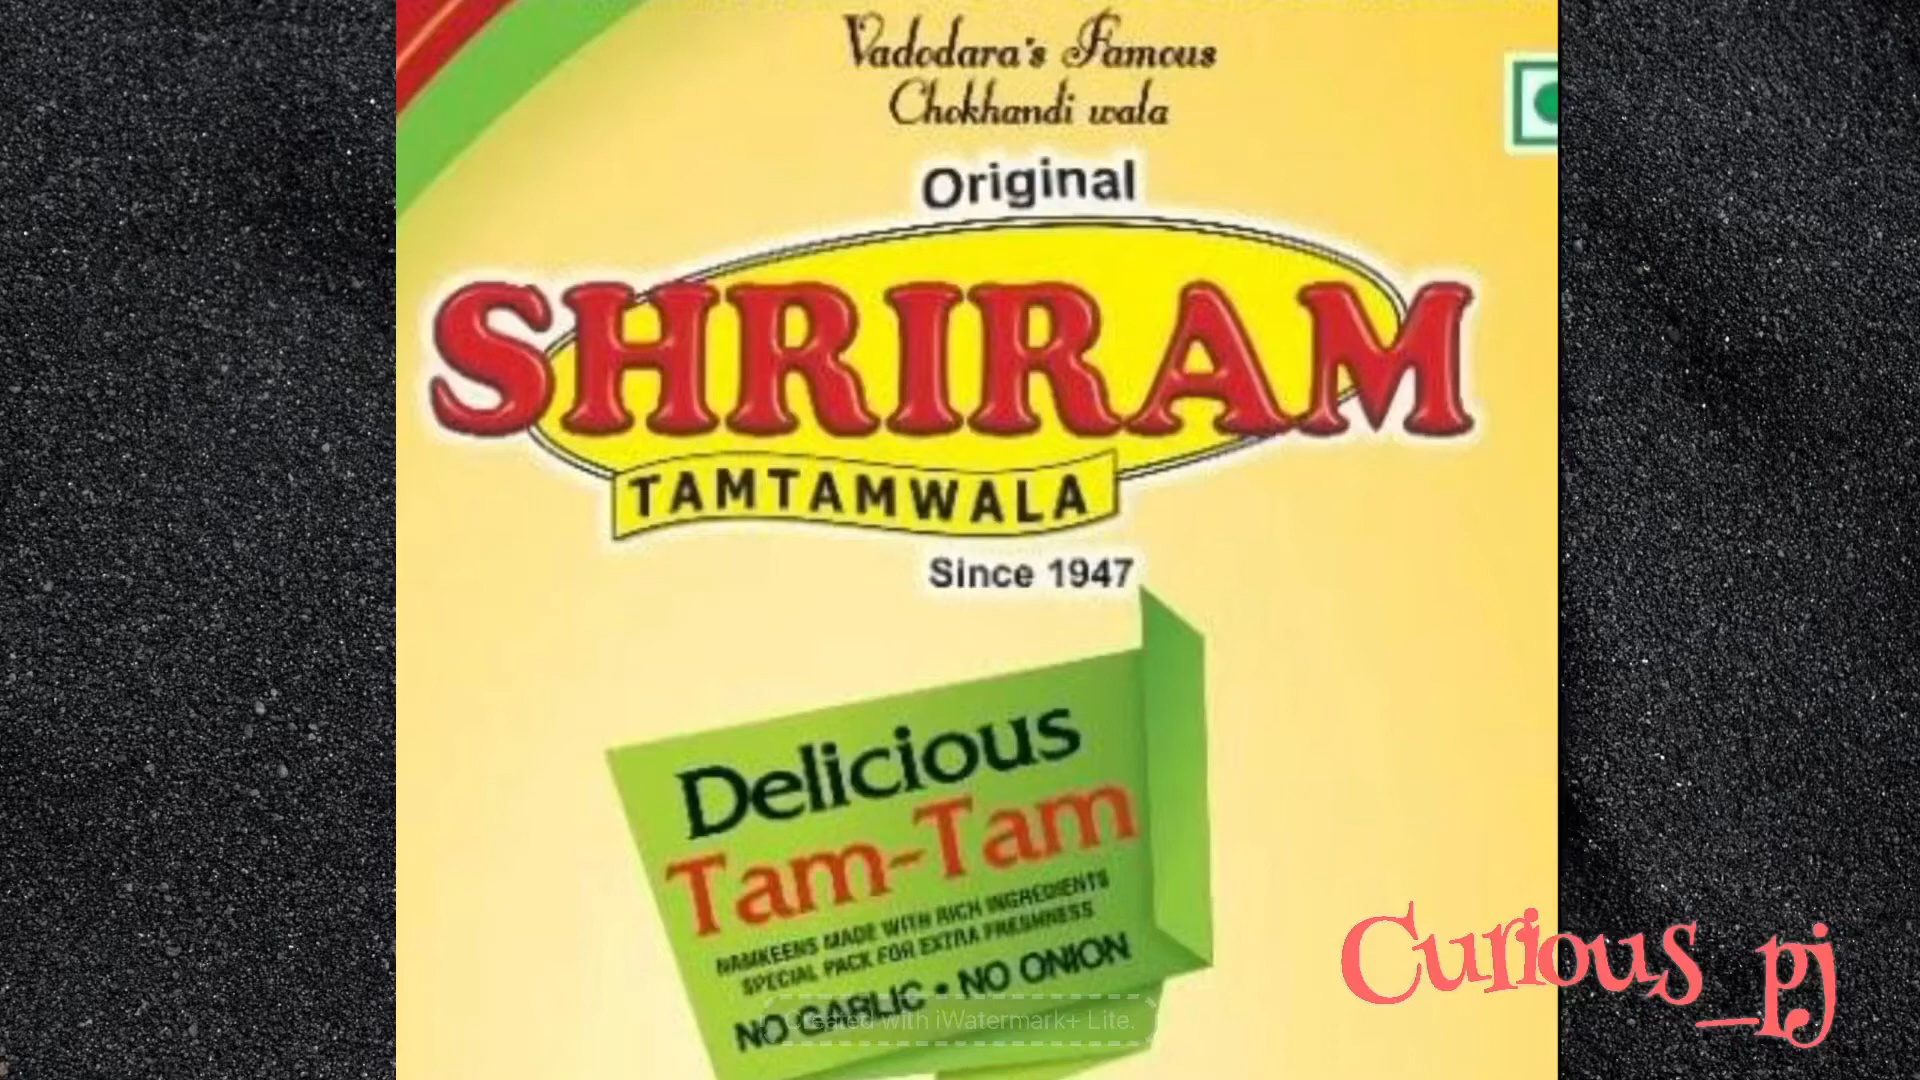 Vadodara's Famous
Chokhandi wala
Original
SHRIRAM
TAMTAMWALA
Since 1947
Delicious
Tam-Tam
NAMKEENS MADE WITH RICH INGREDIENTS
SPECIAL PACK FOR EXTRA FRESHNESS
NO GARLIC • NO ONION
Created with iWatermark+ Lite.
Curious_pj